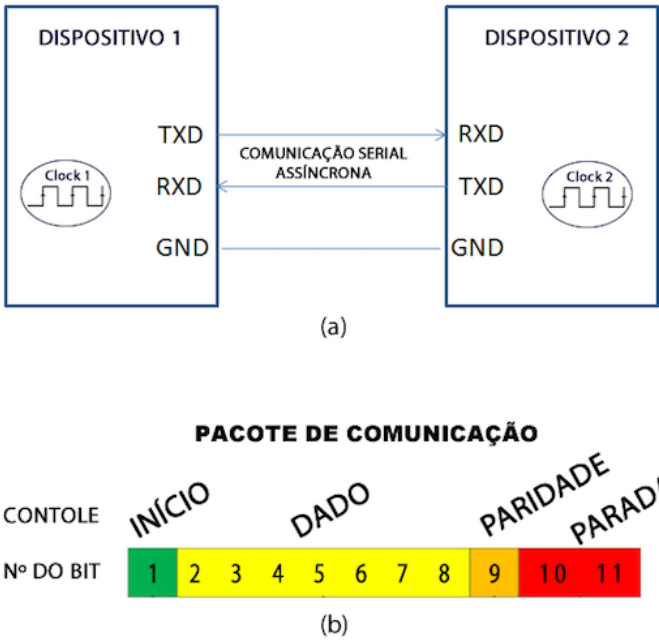 DISPOSITIVO 1
DISPOSITIVO 2
TXD
RXD
COMUNICAÇÃO SERIAL
ASSÍNCRONA
Clock 1
RXD
TXD
Clock 2
GND
GND
(a)
PACOTE DE COMUNICAÇÃO
CONTOLE INÍCIO DADO PARIDADE PARADA
Nº DO BIT 1 2 3 4 5 6 7 8 9 10 11
(b)